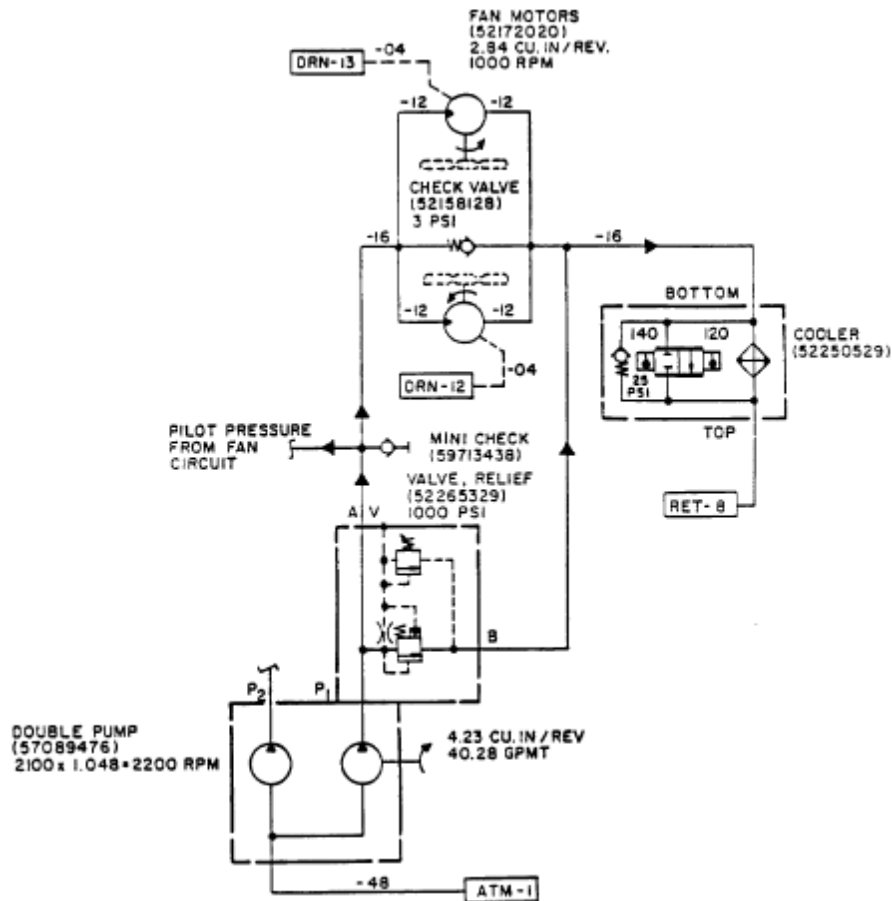 FAN MOTORS
(52172020)
2.84 CU. IN/REV.
1000 RPM
DRN-13
-04
-12
-12
CHECK VALVE
(52158128)
3 PSI
-16
-16
-12
-12
-04
DRN-12
BOTTOM
140
120
25
PSI
COOLER
(52250529)
TOP
RET-8
PILOT PRESSURE
FROM FAN
CIRCUIT
MINI CHECK
(59713438)
VALVE, RELIEF
(52265329)
1000 PSI
A
V
B
P2
P1
DOUBLE PUMP
(57089476)
2100 x 1.048=2200 RPM
4.23 CU. IN/REV
40.28 GPMT
-48
ATM-1